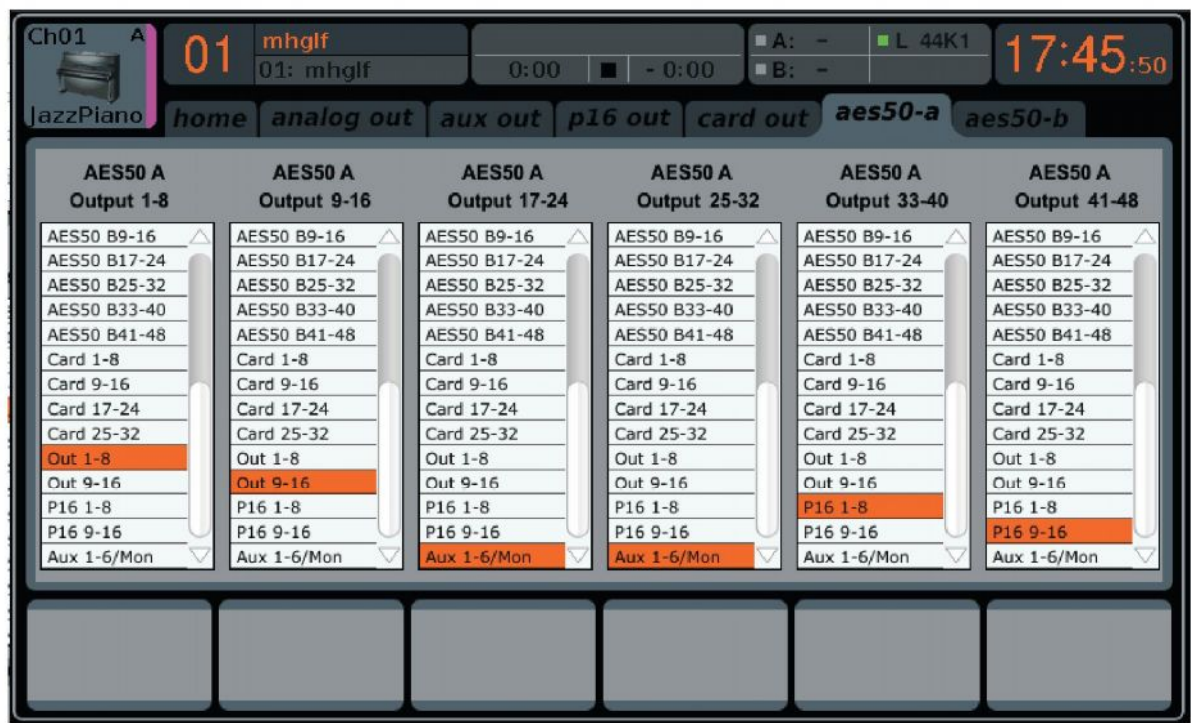 Ch01 A
JazzPiano
01
mhglf
01: mhglf
0:00 - 0:00
A: -
B: -
L 44K1
17:45:50
home analog out aux out p16 out card out aes50-a aes50-b
AES50 A AES50 A AES50 A AES50 A AES50 A AES50 A
Output 1-8 Output 9-16 Output 17-24 Output 25-32 Output 33-40 Output 41-48
AES50 B9-16 AES50 B9-16 AES50 B9-16 AES50 B9-16 AES50 B9-16 AES50 B9-16
AES50 B17-24 AES50 B17-24 AES50 B17-24 AES50 B17-24 AES50 B17-24 AES50 B17-24
AES50 B25-32 AES50 B25-32 AES50 B25-32 AES50 B25-32 AES50 B25-32 AES50 B25-32
AES50 B33-40 AES50 B33-40 AES50 B33-40 AES50 B33-40 AES50 B33-40 AES50 B33-40
AES50 B41-48 AES50 B41-48 AES50 B41-48 AES50 B41-48 AES50 B41-48 AES50 B41-48
Card 1-8 Card 1-8 Card 1-8 Card 1-8 Card 1-8 Card 1-8
Card 9-16 Card 9-16 Card 9-16 Card 9-16 Card 9-16 Card 9-16
Card 17-24 Card 17-24 Card 17-24 Card 17-24 Card 17-24 Card 17-24
Card 25-32 Card 25-32 Card 25-32 Card 25-32 Card 25-32 Card 25-32
Out 1-8 Out 1-8 Out 1-8 Out 1-8 Out 1-8 Out 1-8
Out 9-16 Out 9-16 Out 9-16 Out 9-16 Out 9-16 Out 9-16
P16 1-8 P16 1-8 P16 1-8 P16 1-8 P16 1-8 P16 1-8
P16 9-16 P16 9-16 P16 9-16 P16 9-16 P16 9-16 P16 9-16
Aux 1-6/Mon Aux 1-6/Mon Aux 1-6/Mon Aux 1-6/Mon Aux 1-6/Mon Aux 1-6/Mon